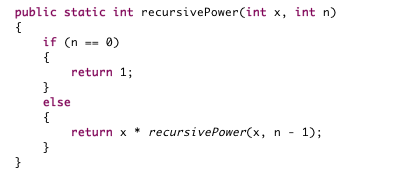 public static int recursivePower(int x, int n)
{
    if (n == 0)
    {
        return 1;
    }
    else
    {
        return x * recursivePower(x, n - 1);
    }
}